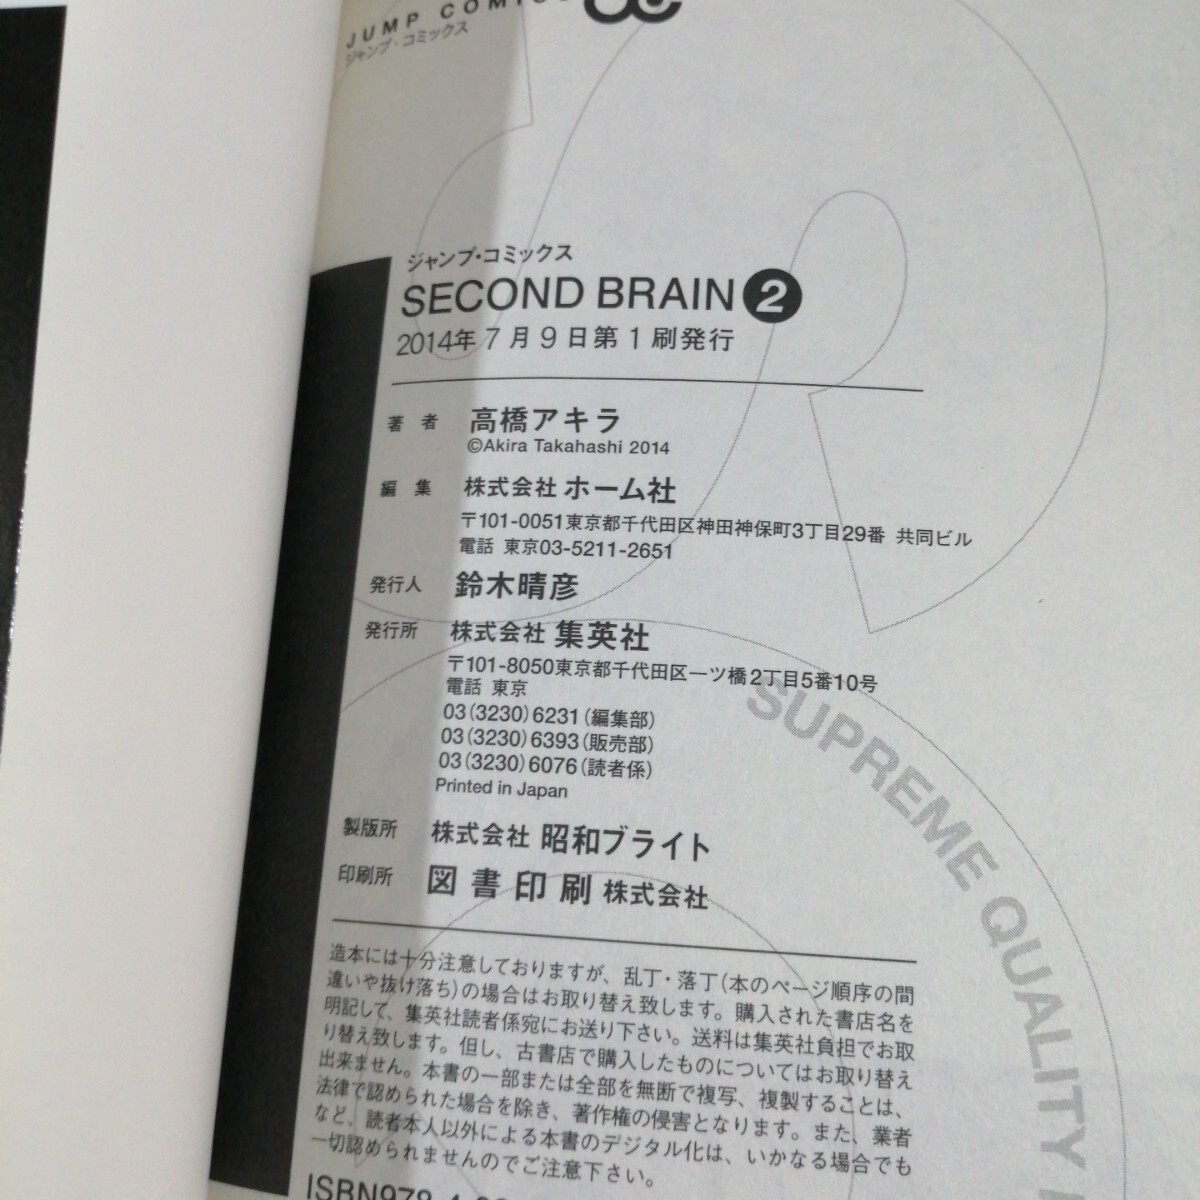 JUMP COMICS
ジャンプ・コミックス
ジャンプ・コミックス
SECOND BRAIN 2
2014年7月9日第1刷発行
著者 高橋アキラ
©Akira Takahashi 2014
編集 株式会社 ホーム社
〒101-0051東京都千代田区神田神保町3丁目29番 共同ビル
電話 東京03-5211-2651
発行人 鈴木晴彦
発行所 株式会社 集英社
〒101-8050東京都千代田区一ツ橋2丁目5番10号
電話 東京
03(3230)6231(編集部)
03(3230)6393(販売部)
03(3230)6076(読者係)
Printed in Japan
製版所 株式会社 昭和ブライト
印刷所 図書印刷株式会社
造本には十分注意しておりますが、乱丁・落丁(本のページ順序の間
違いや抜け落ち)の場合はお取り替え致します。購入された書店名を
明記して、集英社読者係宛にお送り下さい。送料は集英社負担でお取
り替え致します。但し、古書店で購入したものについてはお取り替え
出来ません。本書の一部または全部を無断で複写、複製することは、
法律で認められた場合を除き、著作権の侵害となります。また、業者
など、読者本人以外による本書のデジタル化は、いかなる場合でも
一切認められませんのでご注意下さい。
ISBN978-4-08
SUPREME QUALITY